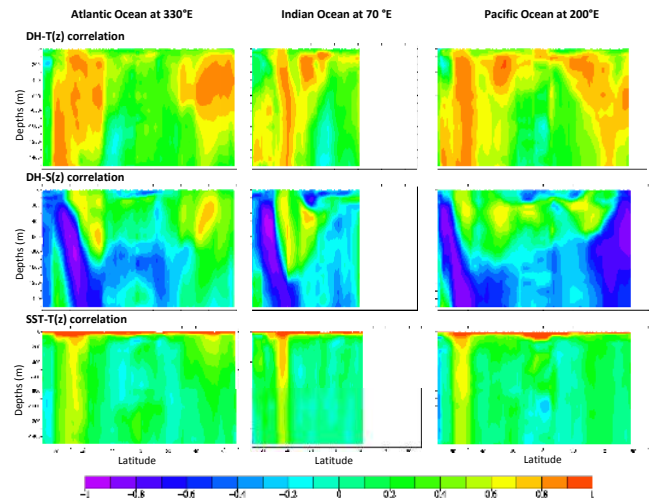 Atlantic Ocean at 330°E Indian Ocean at 70 °E Pacific Ocean at 200°E
DH-T(z) correlation
Depths (m)
DH-S(z) correlation
Depths (m)
SST-T(z) correlation
Depths (m)
Latitude Latitude Latitude
−1 −0.8 −0.6 −0.4 −0.2 0 0.2 0.4 0.6 0.8 1